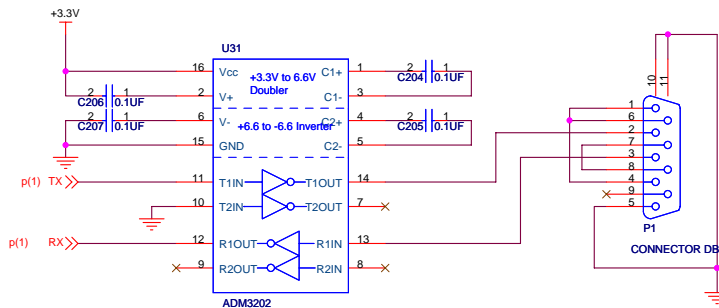 +3.3V
U31
16 Vcc +3.3V to 6.6V C1+ 1 2 C204 1
Doubler 0.1UF
2 1 2 V+ C1- 3
C206 0.1UF
2 1 6 V- +6.6 to -6.6 Inverter C2+ 4 2 1
C207 0.1UF C205 0.1UF
15 GND C2- 5
p(1) TX 11 T1IN T1OUT 14
10 T2IN T2OUT 7
p(1) RX 12 R1OUT R1IN 13
9 R2OUT R2IN 8
ADM3202
10
11
1
6
2
7
3
8
4
9
5
P1
CONNECTOR DB